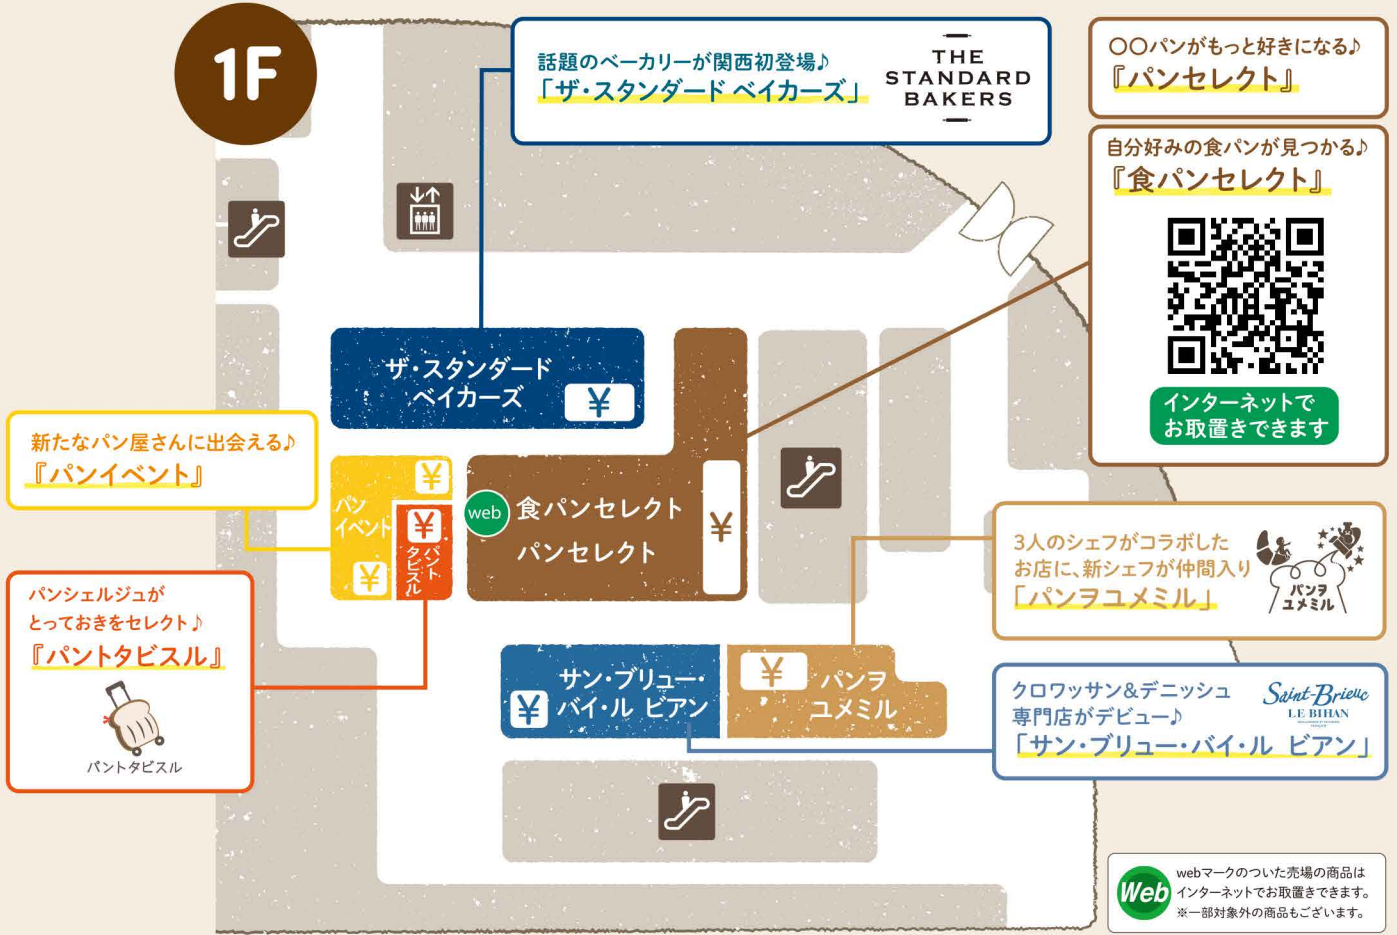 1F
話題のベーカリーが関西初登場♪
「ザ・スタンダード ベイカーズ」
THE
STANDARD
BAKERS
〇〇パンがもっと好きになる♪
『パンセレクト』
自分好みの食パンが見つかる♪
『食パンセレクト』
インターネットで
お取置きできます
ザ・スタンダード
ベイカーズ
¥
新たなパン屋さんに出会える♪
『パンイベント』
¥
パン
イベント
¥
¥
パント
タビスル
web
食パンセレクト
パンセレクト
¥
パンシェルジュが
とっておきをセレクト♪
『パントタビスル』
パントタビスル
3人のシェフがコラボした
お店に、新シェフが仲間入り
「パンヲユメミル」
パンヲ
ユメミル
サン・ブリュー・
バイ・ル ビアン
¥
¥
パンヲ
ユメミル
クロワッサン&デニッシュ
専門店がデビュー♪
「サン・ブリュー・バイ・ル ビアン」
Saint-Brieuc
LE BIHAN
Web
webマークのついた売場の商品は
インターネットでお取置きできます。
※一部対象外の商品もございます。